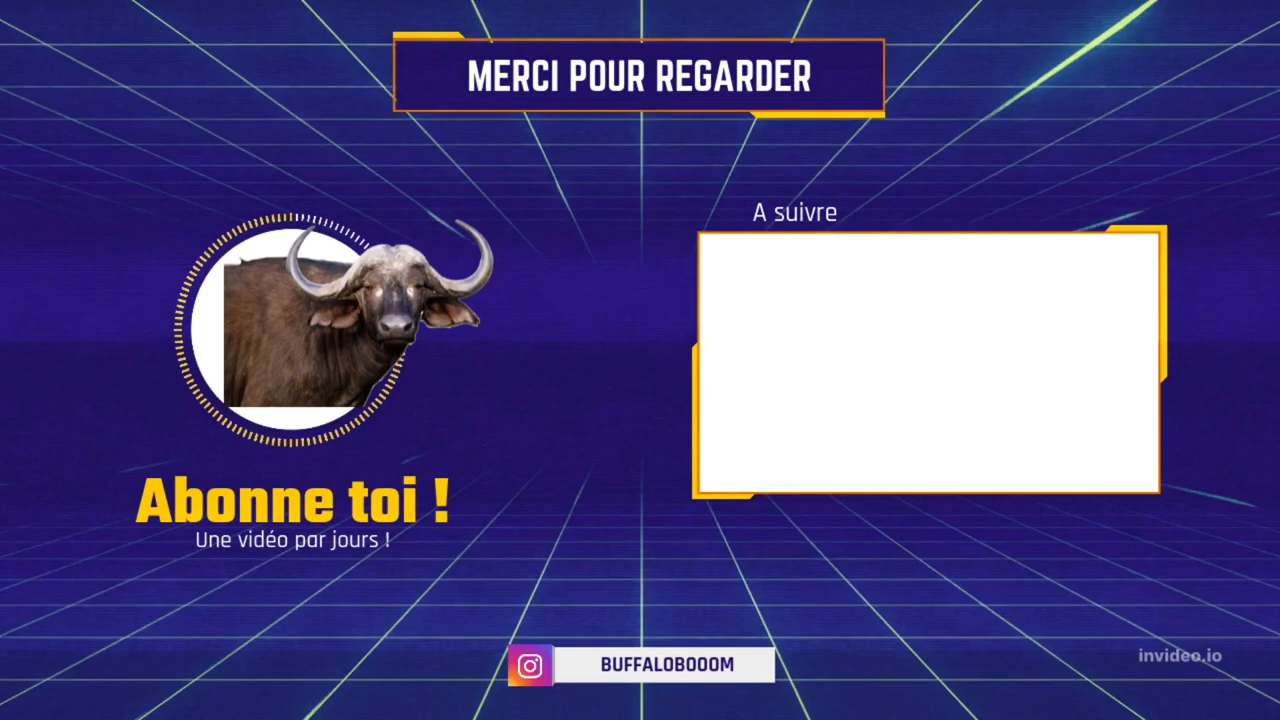 MERCI POUR REGARDER
A suivre
Abonne toi !
Une vidéo par jours !
BUFFALOBOOOM
invideo.io